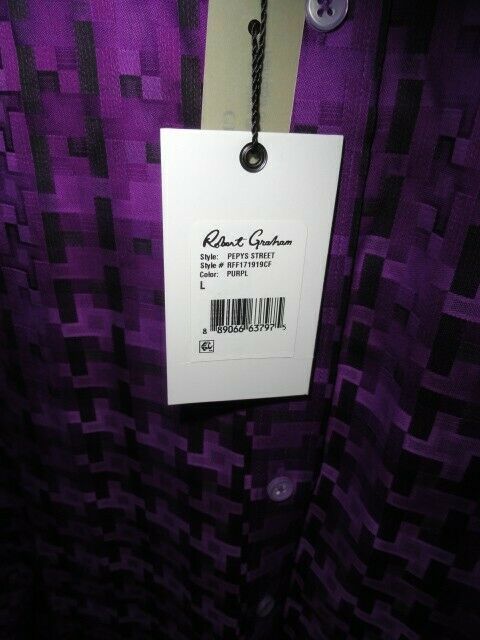 Robert Graham
Style: PEPYS STREET
Style # RFF171919CF
Color: PURPL
L
8 89066 63797 5